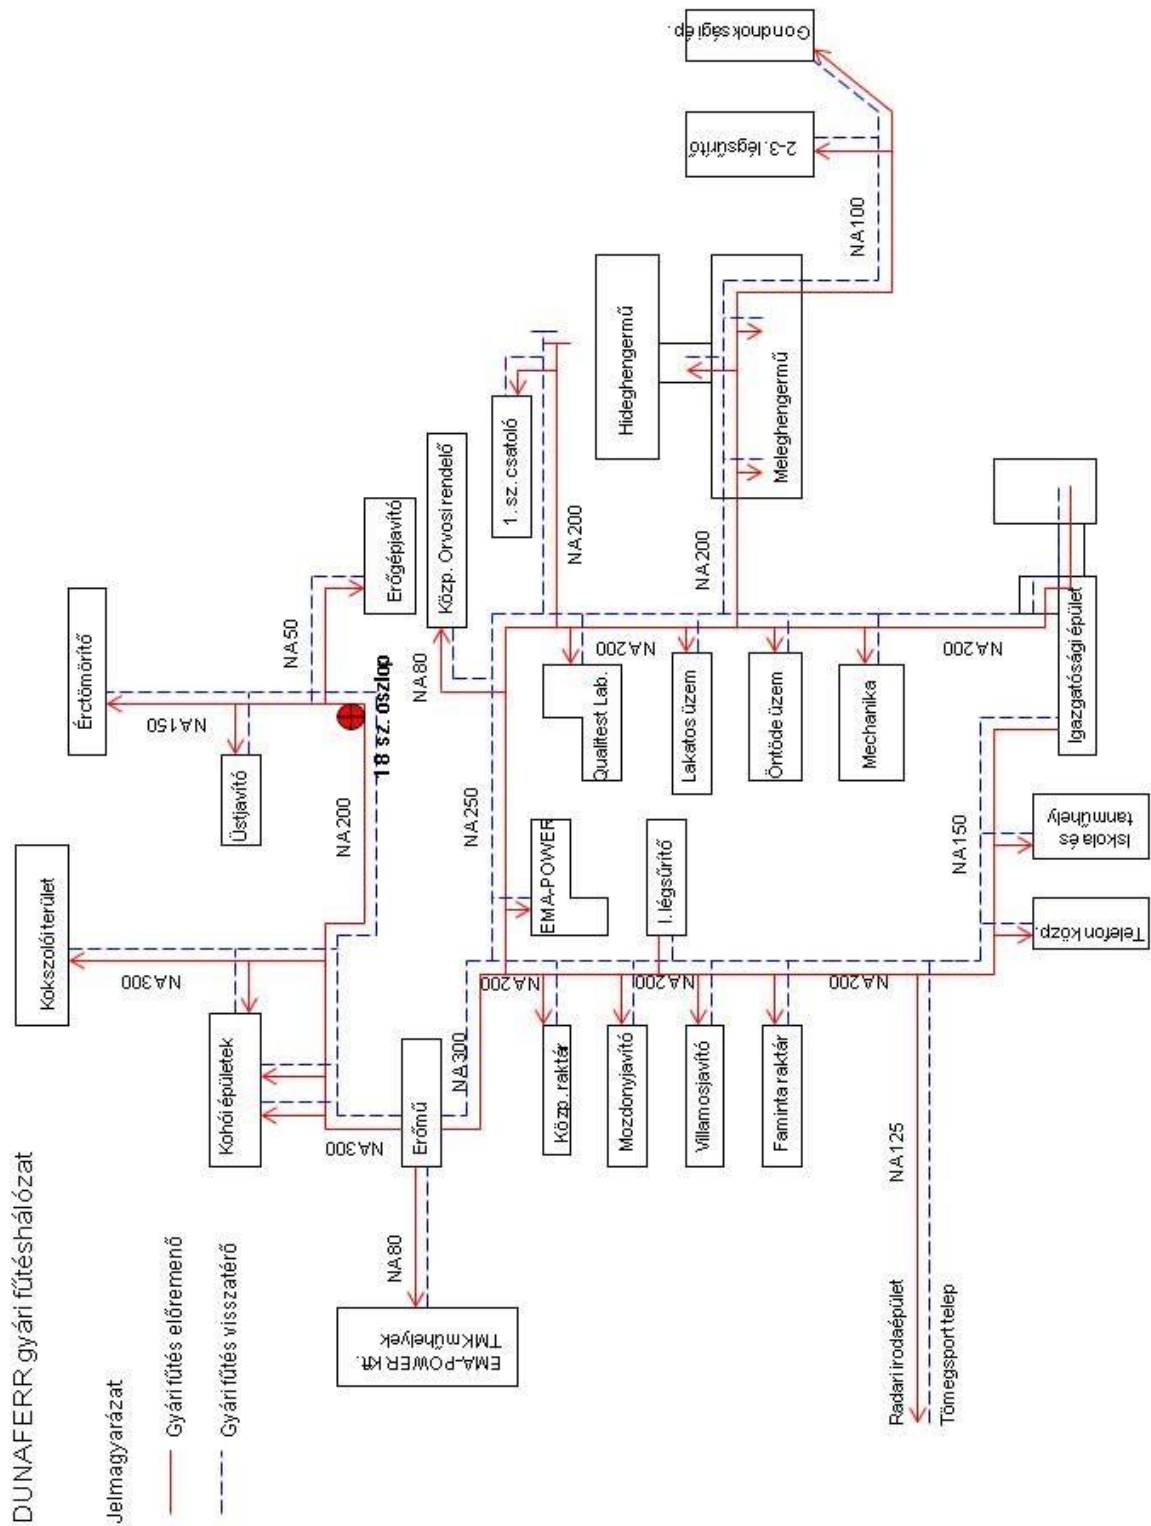 DUNAFERR gyári fűtéshálózat
Jelmagyarázat
Gyári fűtés előremenő
Gyári fűtés visszatérő
Kokszolói terület
Érctömörítő
NA300
NA150
Üstjavító
NA50
Kohói épületek
NA200
18 sz. oszlop
Erőgépjavító
NA300
Erőmű
NA80
EMA-POWER Kft.
TMK műhelyek
NA80
Közp. Orvosi rendelő
NA300
NA250
1. sz. csatoló
NA200
NA200
Közp. raktár
EMA-POWER
Qualitest Lab.
NA200
Hideghengermű
Mozdonyjavító
NA200
I. légsűrítő
Lakatos üzem
NA200
Meleghengermű
Gondnoksági ép.
2-3. légsűrítő
NA100
Villamosjavító
Öntöde üzem
Faminta raktár
NA200
Mechanika
NA200
NA125
NA150
Radari irodaépület
Tömegsport telep
Telefon közp.
Iskola és
tanműhely
Igazgatósági épület